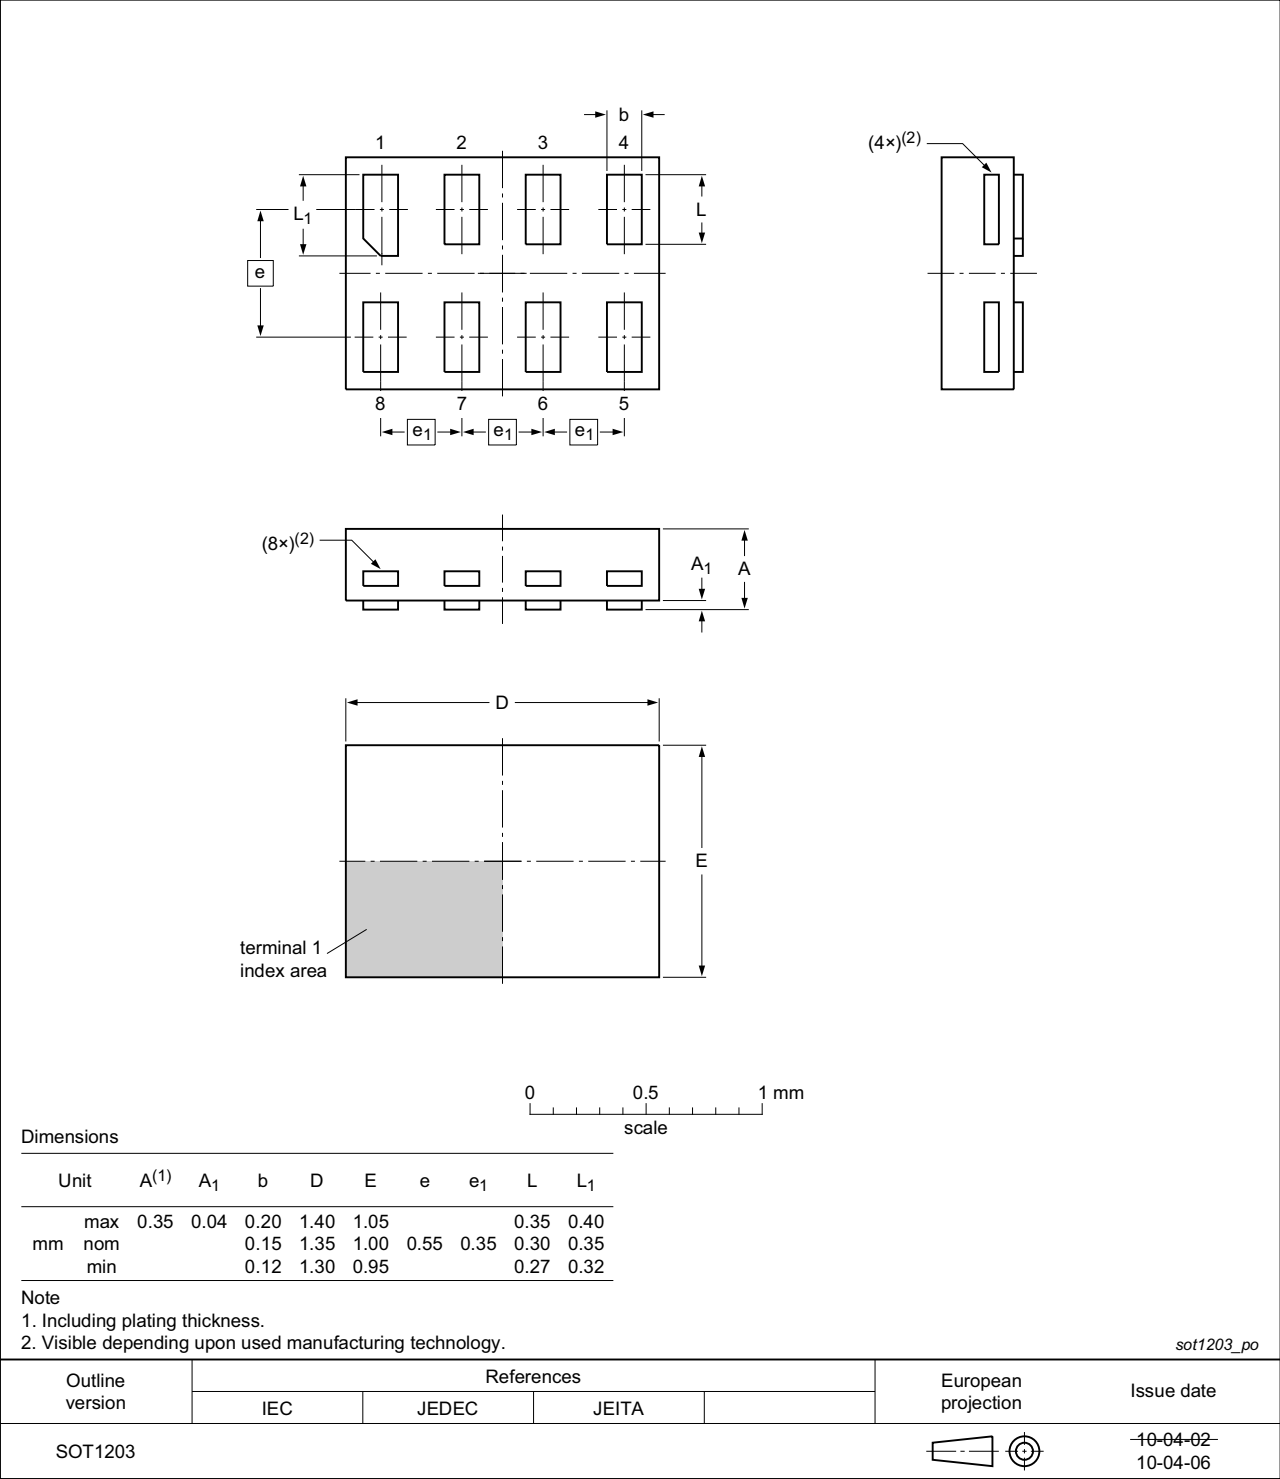 b
1 2 3 4
(4×)(2)
L1
L
e
8 7 6 5
e1 e1 e1
(8×)(2)
A1 A
D
E
terminal 1
index area
0 0.5 1 mm
scale
Dimensions
Unit A(1) A1 b D E e e1 L L1
max 0.35 0.04 0.20 1.40 1.05 0.35 0.40
mm nom 0.15 1.35 1.00 0.55 0.35 0.30 0.35
min 0.12 1.30 0.95 0.27 0.32
Note
1. Including plating thickness.
2. Visible depending upon used manufacturing technology.
sot1203_po
Outline
version
References
IEC JEDEC JEITA
European
projection
Issue date
SOT1203
10-04-02
10-04-06